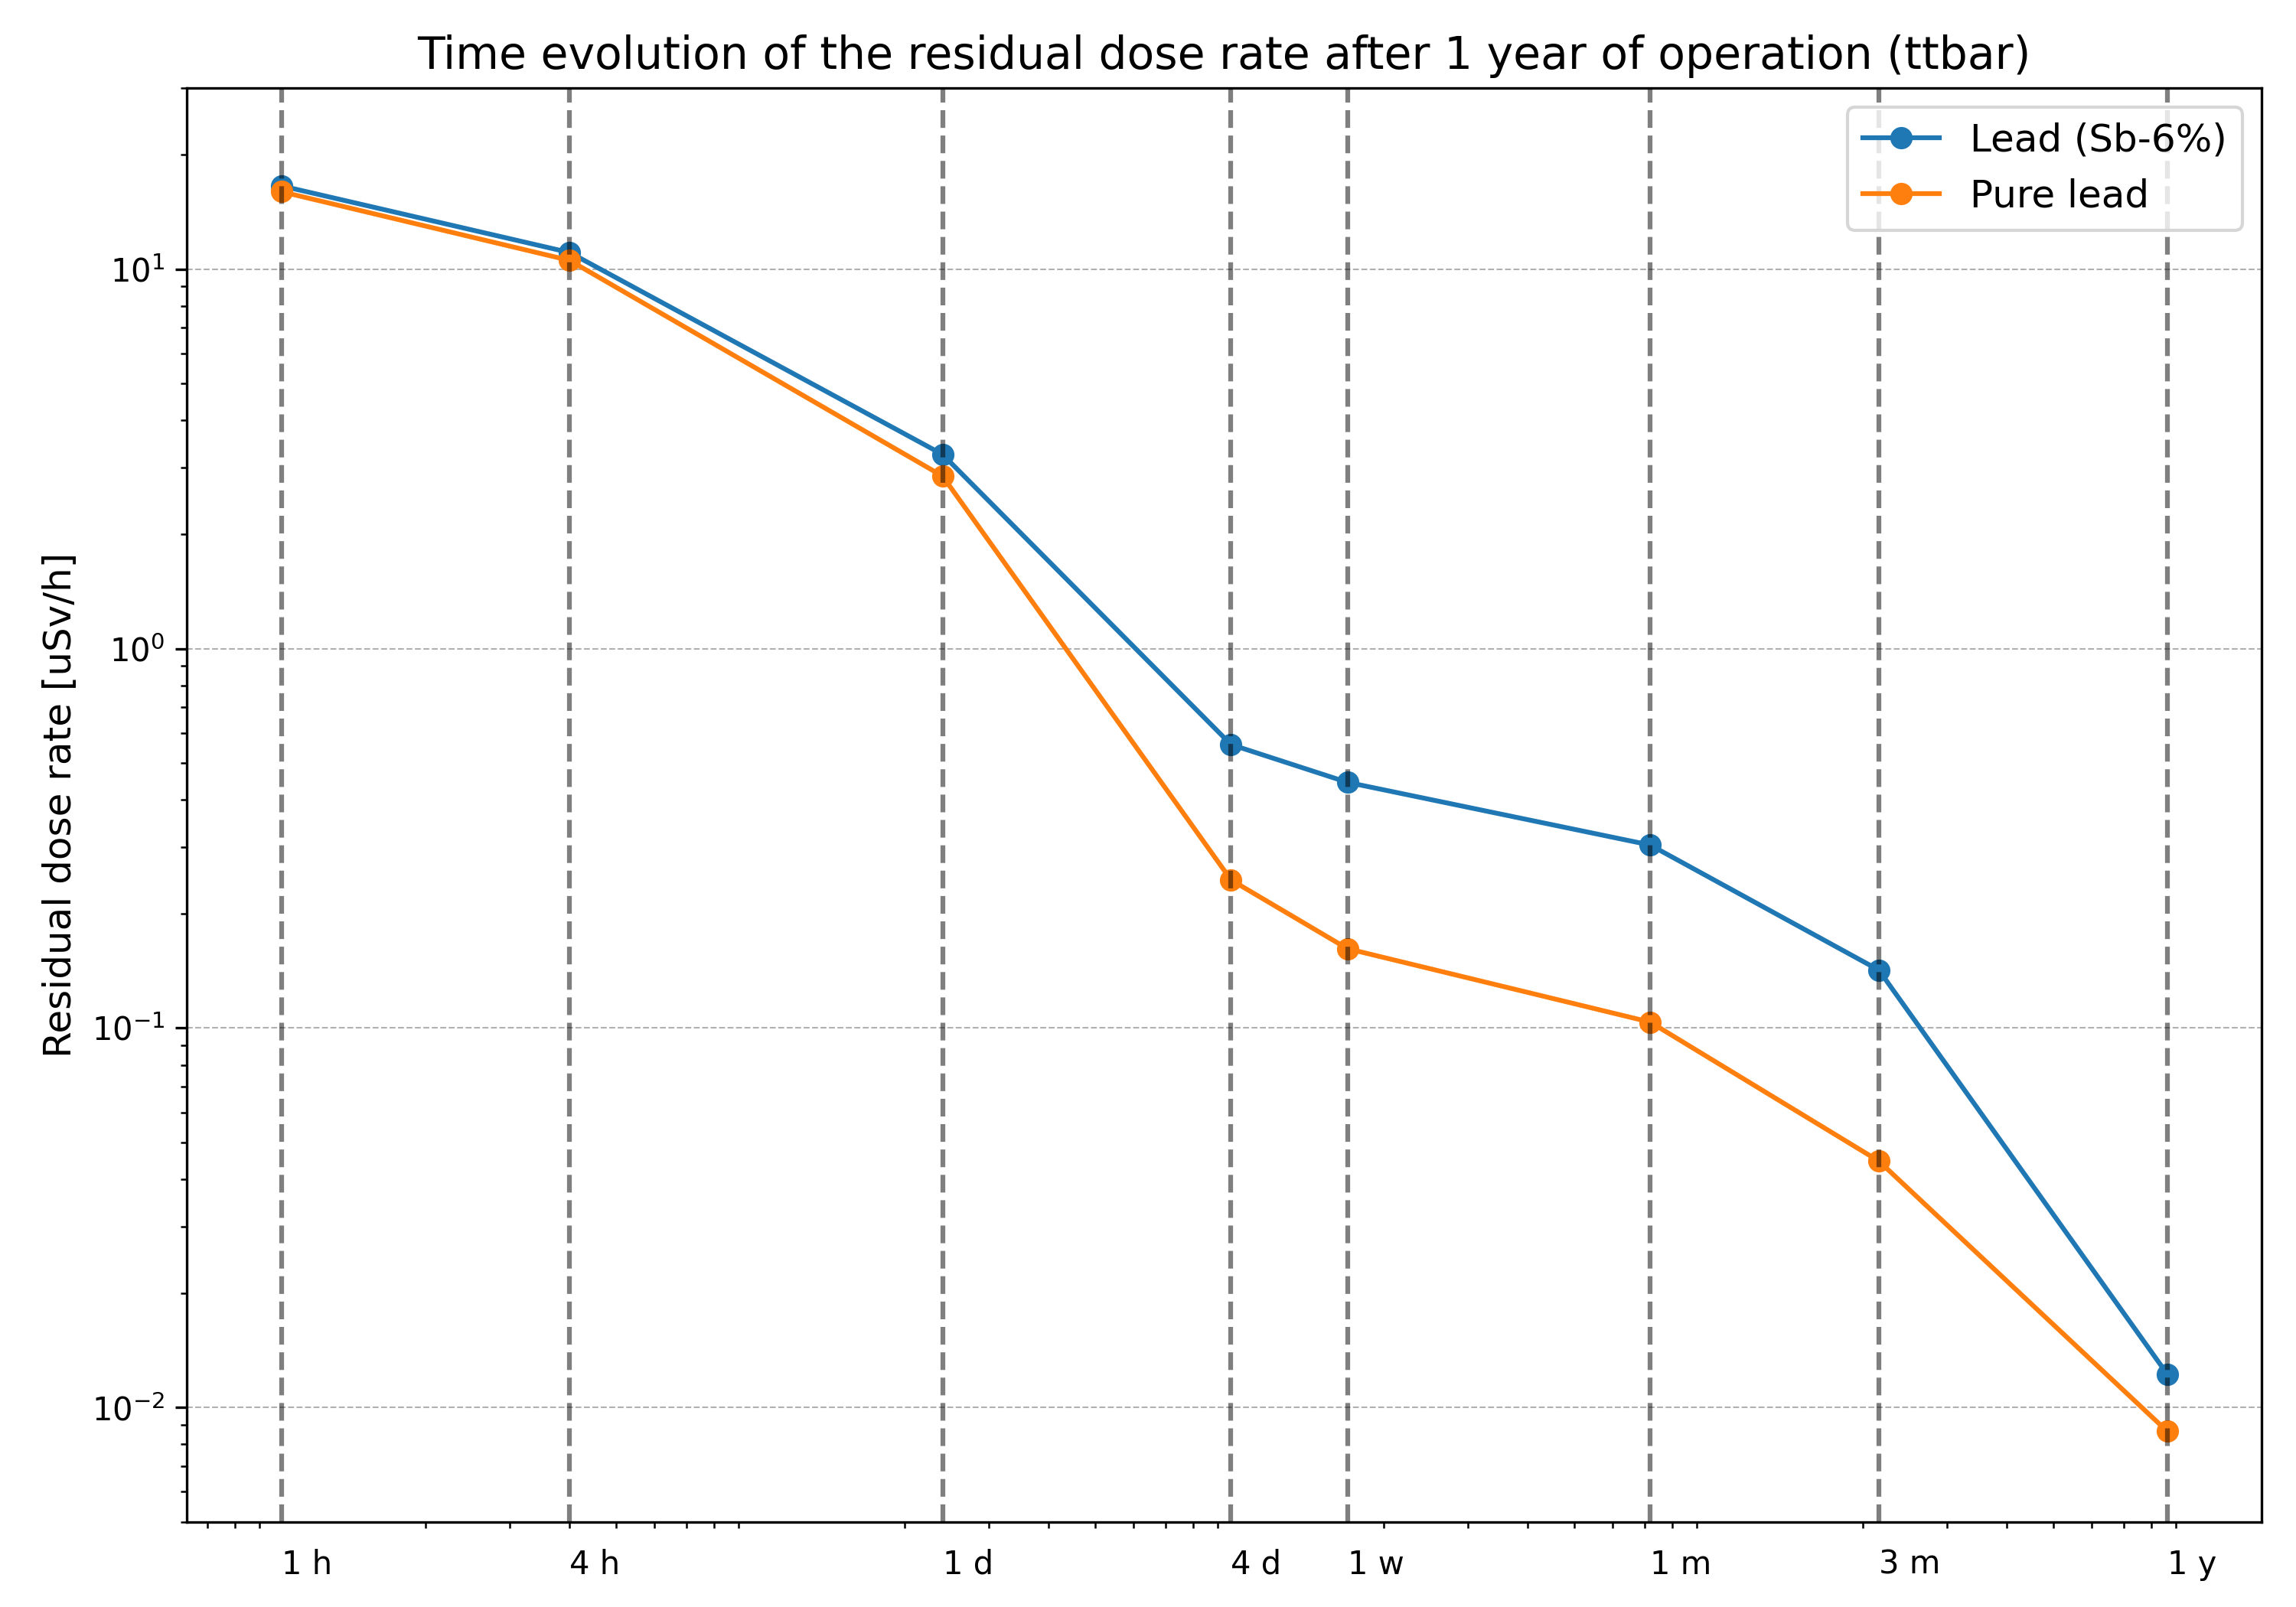 Time evolution of the residual dose rate after 1 year of operation (ttbar)
Lead (Sb-6%)
Pure lead
Residual dose rate [uSv/h]
10¹
10⁰
10⁻¹
10⁻²
1 h 4 h 1 d 4 d 1 w 1 m 3 m 1 y